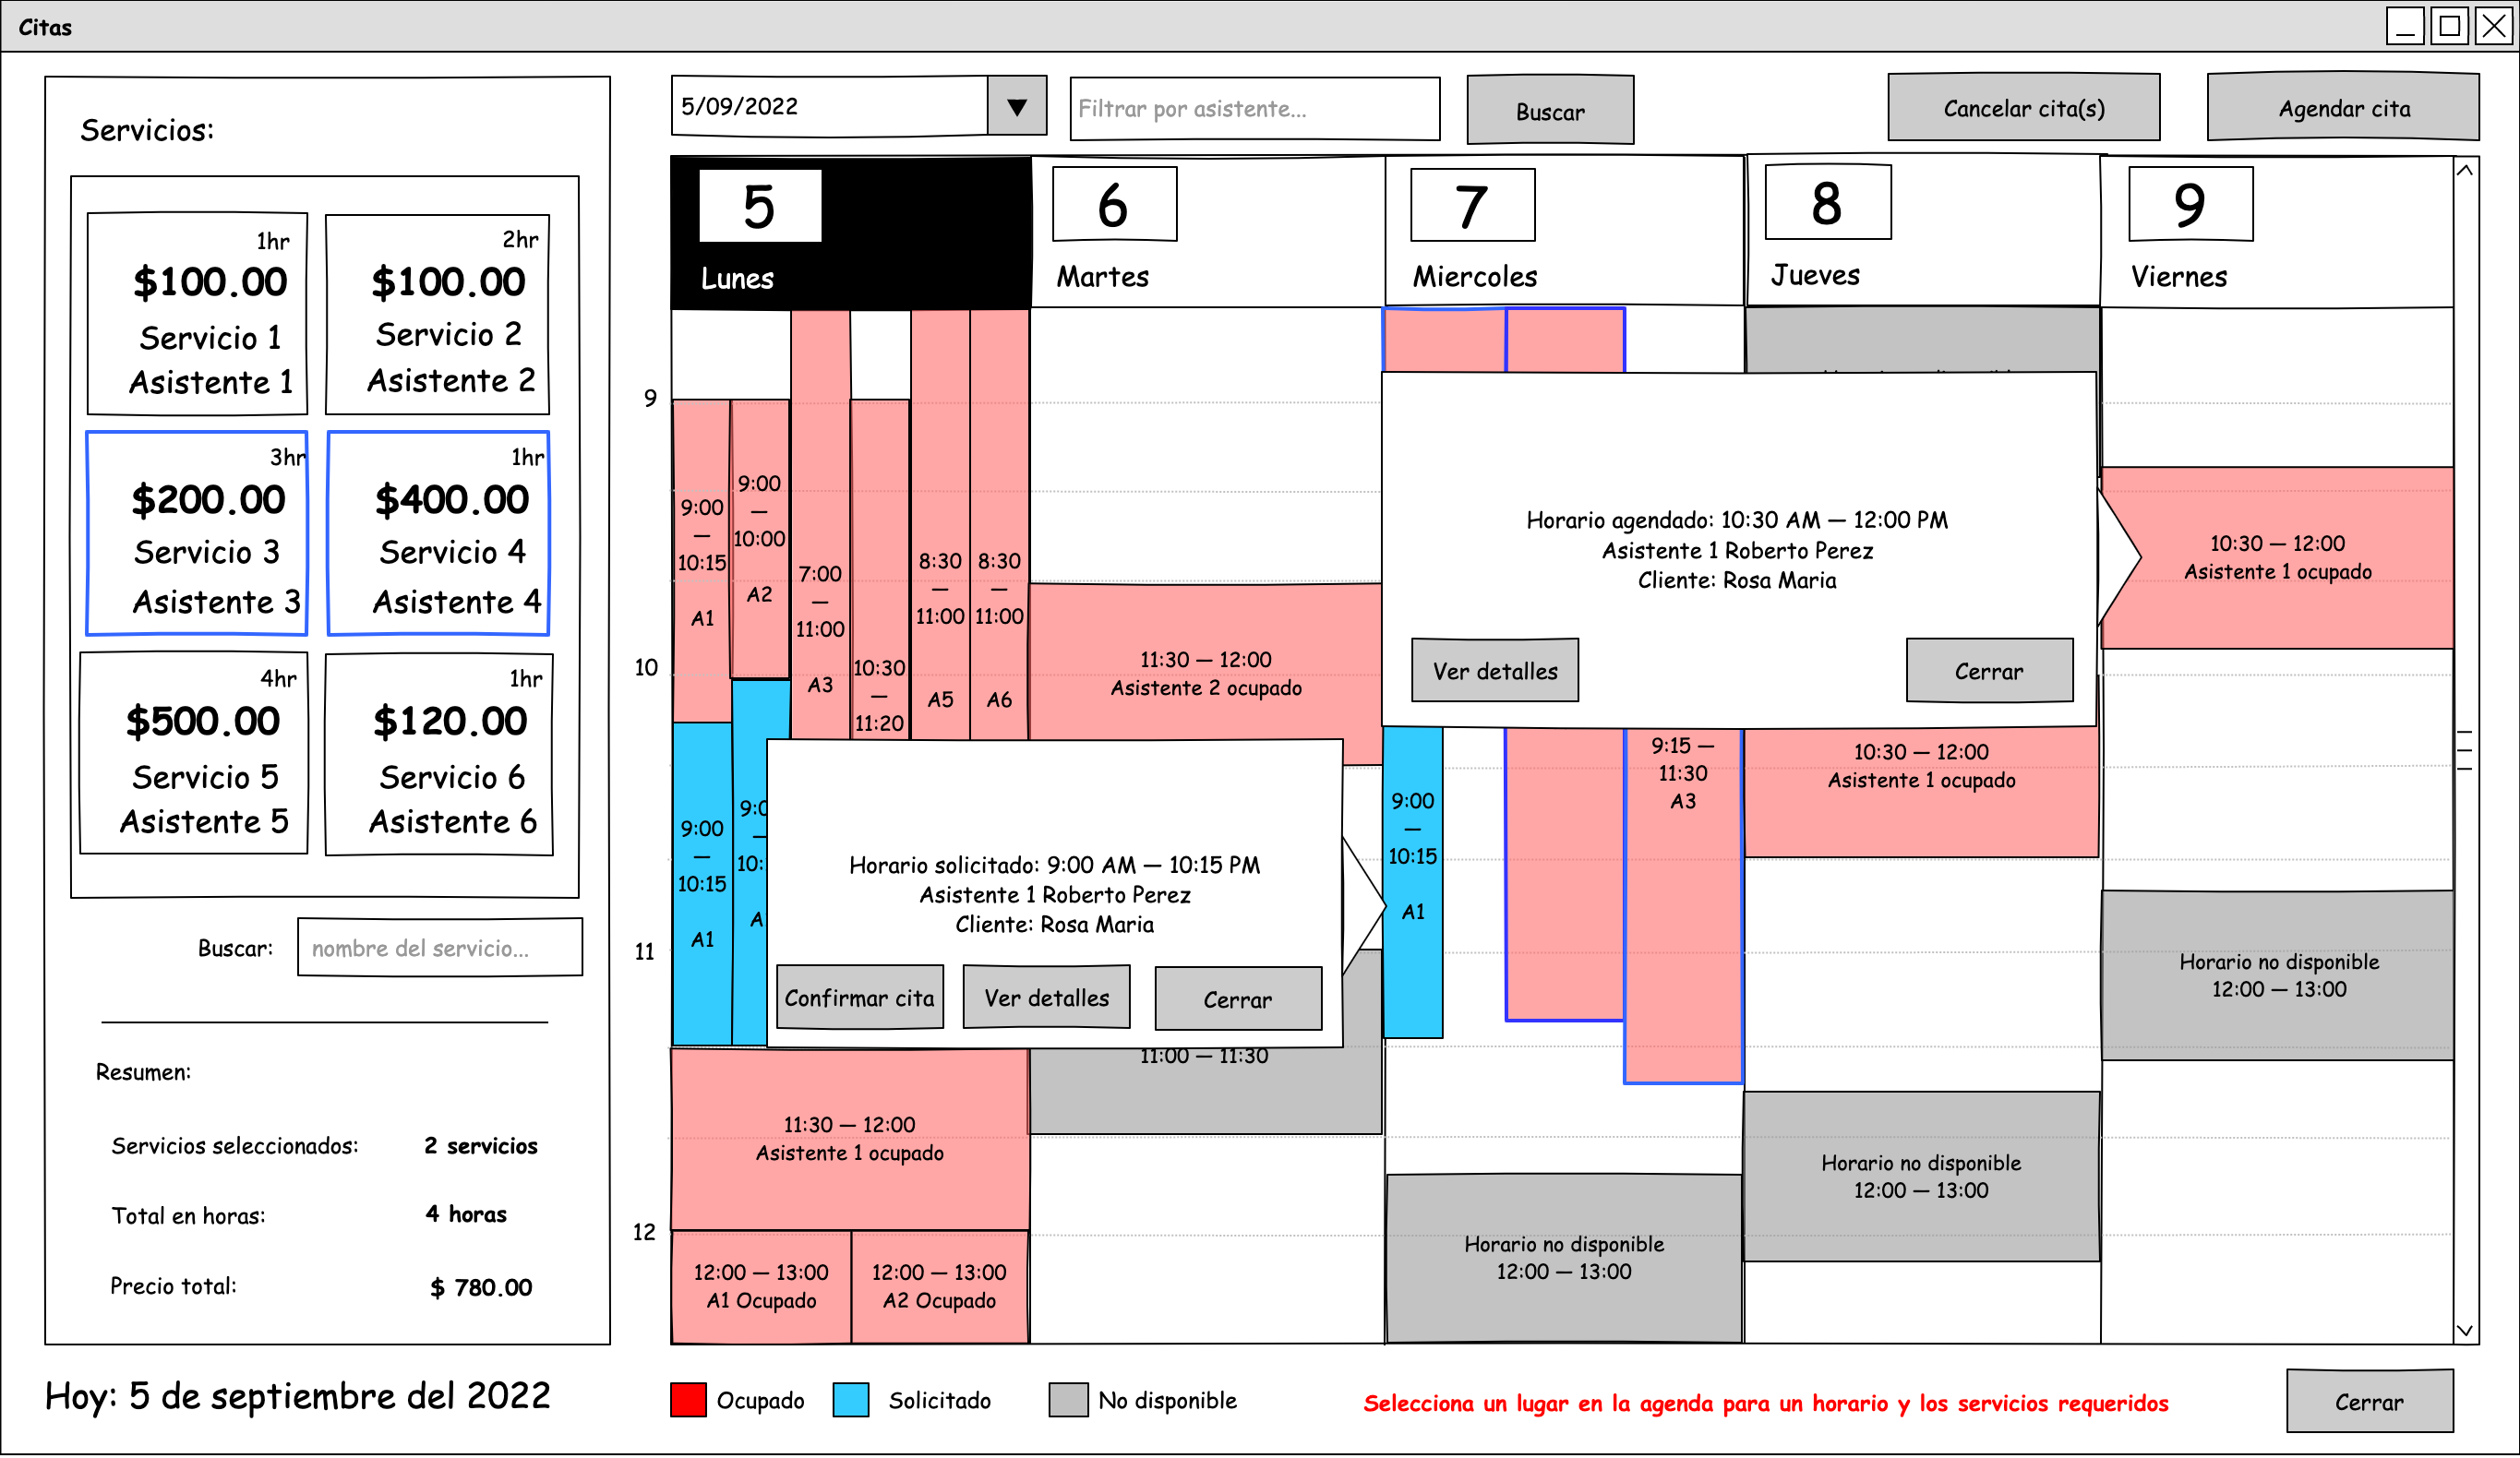 Citas
Servicios:
1hr
$100.00
Servicio 1
Asistente 1
2hr
$100.00
Servicio 2
Asistente 2
3hr
$200.00
Servicio 3
Asistente 3
1hr
$400.00
Servicio 4
Asistente 4
4hr
$500.00
Servicio 5
Asistente 5
1hr
$120.00
Servicio 6
Asistente 6
Buscar:
nombre del servicio...
Resumen:
Servicios seleccionados:
2 servicios
Total en horas:
4 horas
Precio total:
$ 780.00
Hoy: 5 de septiembre del 2022
5/09/2022
Filtrar por asistente...
Buscar
Cancelar cita(s)
Agendar cita
5
Lunes
6
Martes
7
Miercoles
8
Jueves
9
Viernes
9
10
11
12
9:00
—
10:15
A1
9:00
—
10:00
A2
7:00
—
11:00
A3
10:30
—
11:20
8:30
—
11:00
A5
8:30
—
11:00
A6
9:00
—
10:15
A1
11:30 — 12:00
Asistente 1 ocupado
12:00 — 13:00
A1 Ocupado
12:00 — 13:00
A2 Ocupado
11:30 — 12:00
Asistente 2 ocupado
11:00 — 11:30
Horario solicitado: 9:00 AM — 10:15 PM
Asistente 1 Roberto Perez
Cliente: Rosa Maria
Confirmar cita
Ver detalles
Cerrar
Horario agendado: 10:30 AM — 12:00 PM
Asistente 1 Roberto Perez
Cliente: Rosa Maria
Ver detalles
Cerrar
9:00
—
10:15
A1
9:15 —
11:30
A3
Horario no disponible
12:00 — 13:00
10:30 — 12:00
Asistente 1 ocupado
Horario no disponible
12:00 — 13:00
10:30 — 12:00
Asistente 1 ocupado
Horario no disponible
12:00 — 13:00
Ocupado
Solicitado
No disponible
Selecciona un lugar en la agenda para un horario y los servicios requeridos
Cerrar